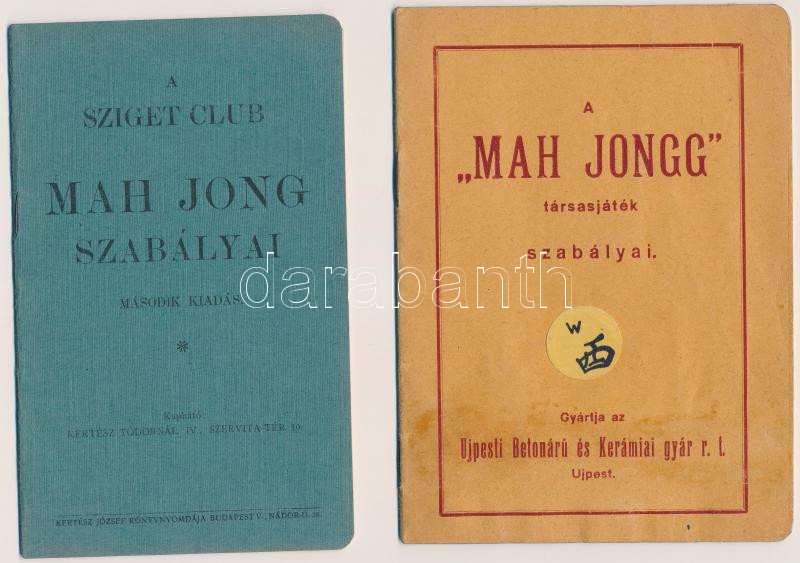 A
SZIGET CLUB
MAH JONG
SZABÁLYAI
MÁSODIK KIADÁS.
*
Kapható:
KERTÉSZ TÓDORNÁL, IV., SZERVITA-TÉR 10.
KERTÉSZ JÓZSEF KÖNYVNYOMDÁJA BUDAPEST V., NÁDOR-U. 28.
A
„MAH JONGG”
társasjáték
szabályai.
W
西
Gyártja az
Ujpesti Betonárú és Kerámiai gyár r. t.
Ujpest.
darabanth